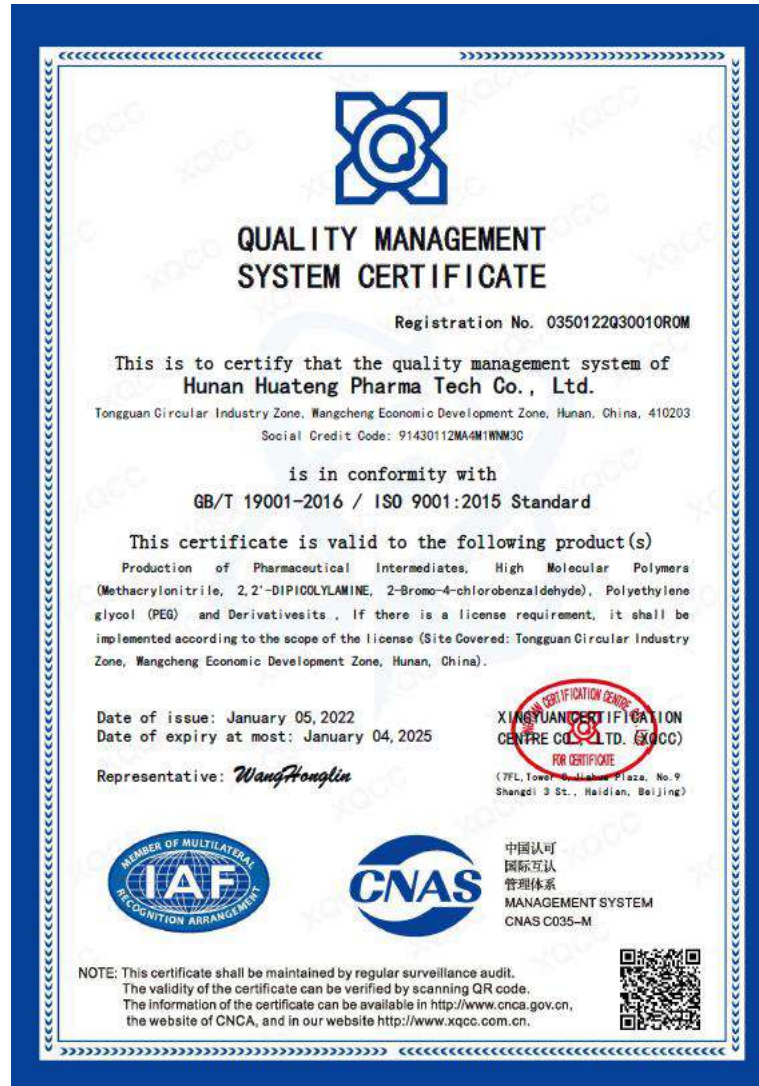 QUALITY MANAGEMENT
SYSTEM CERTIFICATE
Registration No. 0350122Q30010R0M
This is to certify that the quality management system of
Hunan Huateng Pharma Tech Co., Ltd.
Tongguan Circular Industry Zone, Wangcheng Economic Development Zone, Hunan, China, 410203
Social Credit Code: 91430112MA4M1WNM3C
is in conformity with
GB/T 19001-2016 / ISO 9001:2015 Standard
This certificate is valid to the following product(s)
Production of Pharmaceutical Intermediates, High Molecular Polymers
(Methacrylonitrile, 2,2'-DIPICOLYLAMINE, 2-Bromo-4-chlorobenzaldehyde), Polyethylene
glycol (PEG) and Derivativesits , If there is a license requirement, it shall be
implemented according to the scope of the license (Site Covered: Tongguan Circular Industry
Zone, Wangcheng Economic Development Zone, Hunan, China).
Date of issue: January 05,2022
Date of expiry at most: January 04,2025
Representative: WangHonglin
XINGYUAN CERTIFICATION
CENTRE CO., LTD. (XQCC)
(7FL,Tower C,Jiahua Plaza, No.9
Shangdi 3 St., Haidian, Beijing)
FOR CERTIFICATE
MEMBER OF MULTILATERAL
IAF
RECOGNITION ARRANGEMENT
CNAS
中国认可
国际互认
管理体系
MANAGEMENT SYSTEM
CNAS C035-M
NOTE: This certificate shall be maintained by regular surveillance audit.
The validity of the certificate can be verified by scanning QR code.
The information of the certificate can be available in http://www.cnca.gov.cn,
the website of CNCA, and in our website http://www.xqcc.com.cn.